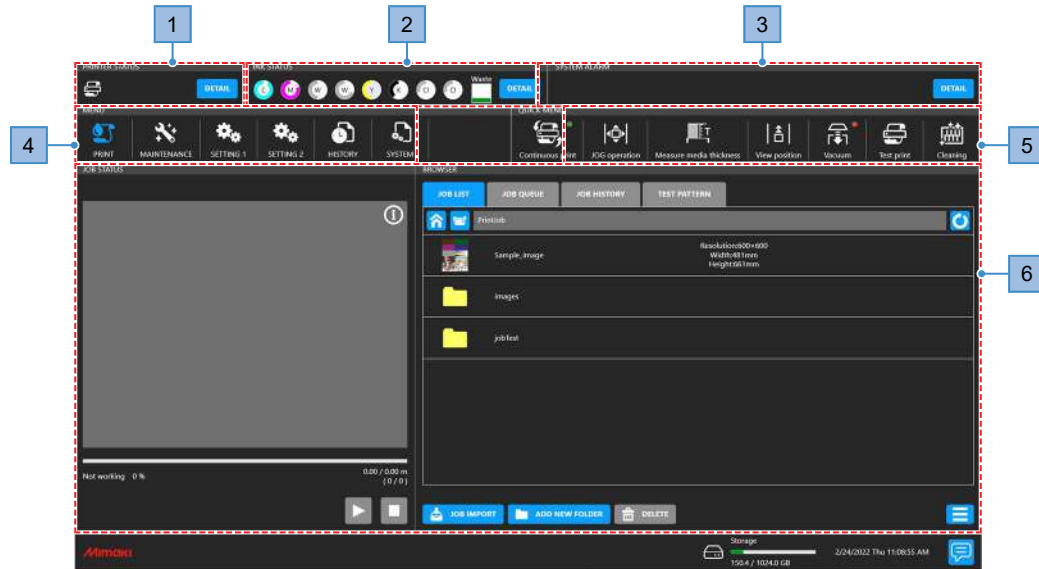 1
2
3
PRINTER STATUS
INK STATUS
SYSTEM ALARM
DETAIL
C M W W Y K O O
Waste
DETAIL
DETAIL
4
MENU
QUICK MENU
5
PRINT MAINTENANCE SETTING 1 SETTING 2 HISTORY SYSTEM
Continuous print JOG operation Measure media thickness View position Vacuum Test print Cleaning
JOB STATUS
BROWSER
JOB LIST JOB QUEUE JOB HISTORY TEST PATTERN
PrintJob
Sample_image
Resolution:600×600
Width:481mm
Height:661mm
6
images
jobTest
Not working 0 %
0.00 / 0.00 m
( 0 / 0 )
JOB IMPORT ADD NEW FOLDER DELETE
Mimaki
Storage
150.4 / 1024.0 GB
2/24/2022 Thu 11:08:55 AM